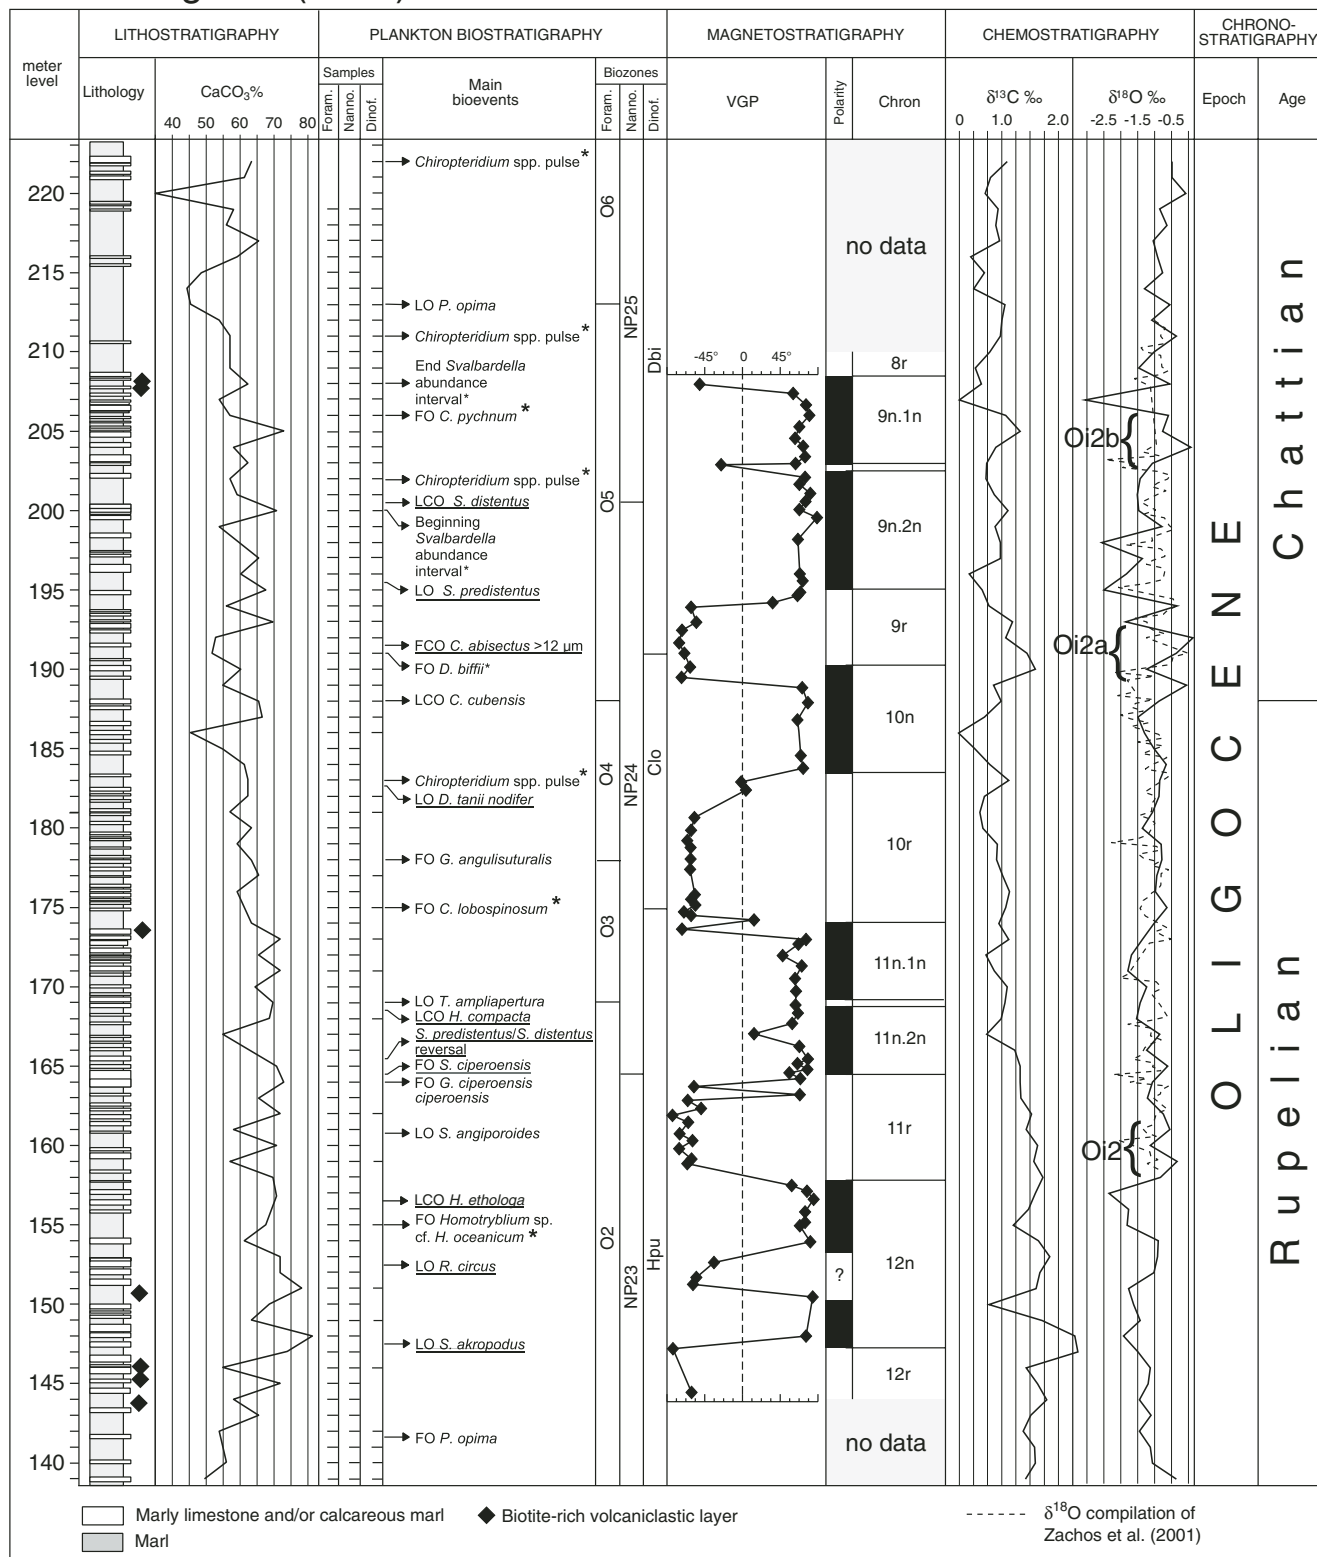 LITHOSTRATIGRAPHY
PLANKTON BIOSTRATIGRAPHY
MAGNETOSTRATIGRAPHY
CHEMOSTRATIGRAPHY
CHRONO-
STRATIGRAPHY
meter
level
Lithology
CaCO3%
40 50 60 70 80
Samples
Foram.
Nanno.
Dinof.
Main
bioevents
Biozones
Foram.
Nanno.
Dinof.
VGP
Polarity
Chron
δ13C ‰
0 1.0 2.0
δ18O ‰
-2.5 -1.5 -0.5
Epoch
Age
220
215
210
205
200
195
190
185
180
175
170
165
160
155
150
145
140
Chiropteridium spp. pulse*
LO P. opima
Chiropteridium spp. pulse*
End Svalbardella
abundance
interval*
FO C. pychnum *
Chiropteridium spp. pulse*
LCO S. distentus
Beginning
Svalbardella
abundance
interval*
LO S. predistentus
FCO C. abisectus >12 µm
FO D. biffii*
LCO C. cubensis
Chiropteridium spp. pulse*
LO D. tanii nodifer
FO G. angulisuturalis
FO C. lobospinosum *
LO T. ampliapertura
LCO H. compacta
S. predistentus/S. distentus
reversal
FO S. ciperoensis
FO G. ciperoensis
ciperoensis
LO S. angiporoides
LCO H. ethologa
FO Homotryblium sp.
cf. H. oceanicum *
LO R. circus
LO S. akropodus
FO P. opima
O6
O5
O4
O3
O2
NP25
NP24
NP23
Dbi
Clo
Hpu
-45° 0 45°
no data
8r
9n.1n
9n.2n
9r
10n
10r
11n.1n
11n.2n
11r
12n
?
12r
no data
Oi2b
Oi2a
Oi2
OLIGOCENE
Chattian
Rupelian
Marly limestone and/or calcareous marl
Marl
Biotite-rich volcaniclastic layer
δ18O compilation of
Zachos et al. (2001)